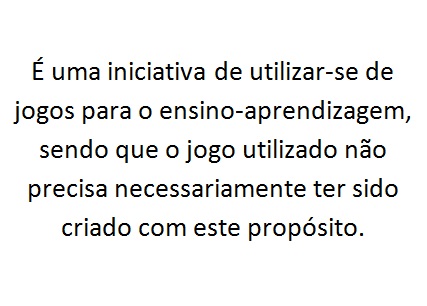 É uma iniciativa de utilizar-se de
jogos para o ensino-aprendizagem,
sendo que o jogo utilizado não
precisa necessariamente ter sido
criado com este propósito.